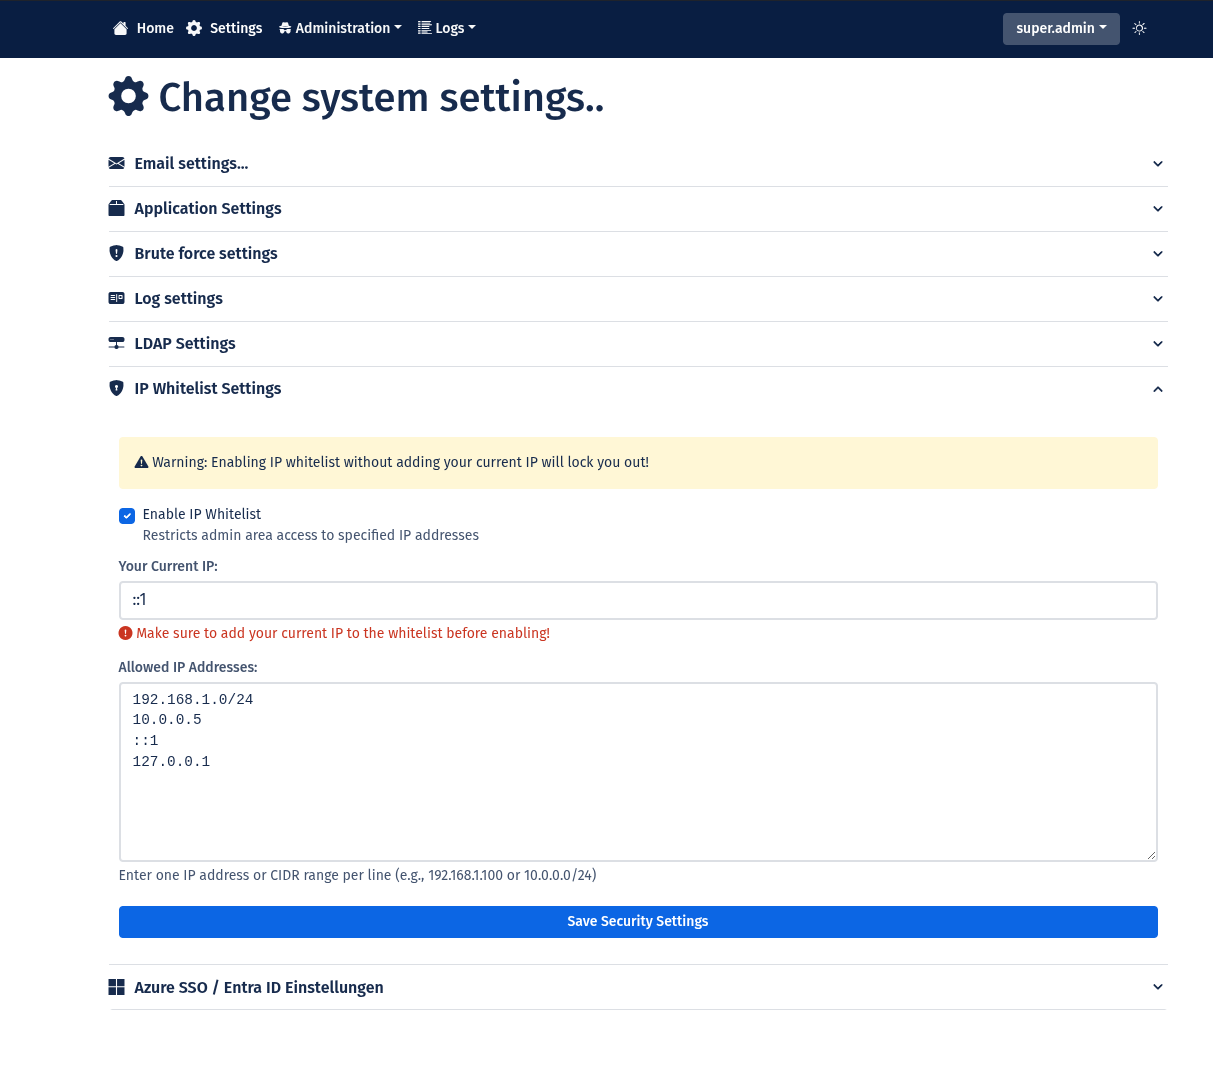 Home Settings Administration Logs super.admin
Change system settings..
Email settings...
Application Settings
Brute force settings
Log settings
LDAP Settings
IP Whitelist Settings
Warning: Enabling IP whitelist without adding your current IP will lock you out!
Enable IP Whitelist
Restricts admin area access to specified IP addresses
Your Current IP:
::1
Make sure to add your current IP to the whitelist before enabling!
Allowed IP Addresses:
192.168.1.0/24
10.0.0.5
::1
127.0.0.1
Enter one IP address or CIDR range per line (e.g., 192.168.1.100 or 10.0.0.0/24)
Save Security Settings
Azure SSO / Entra ID Einstellungen